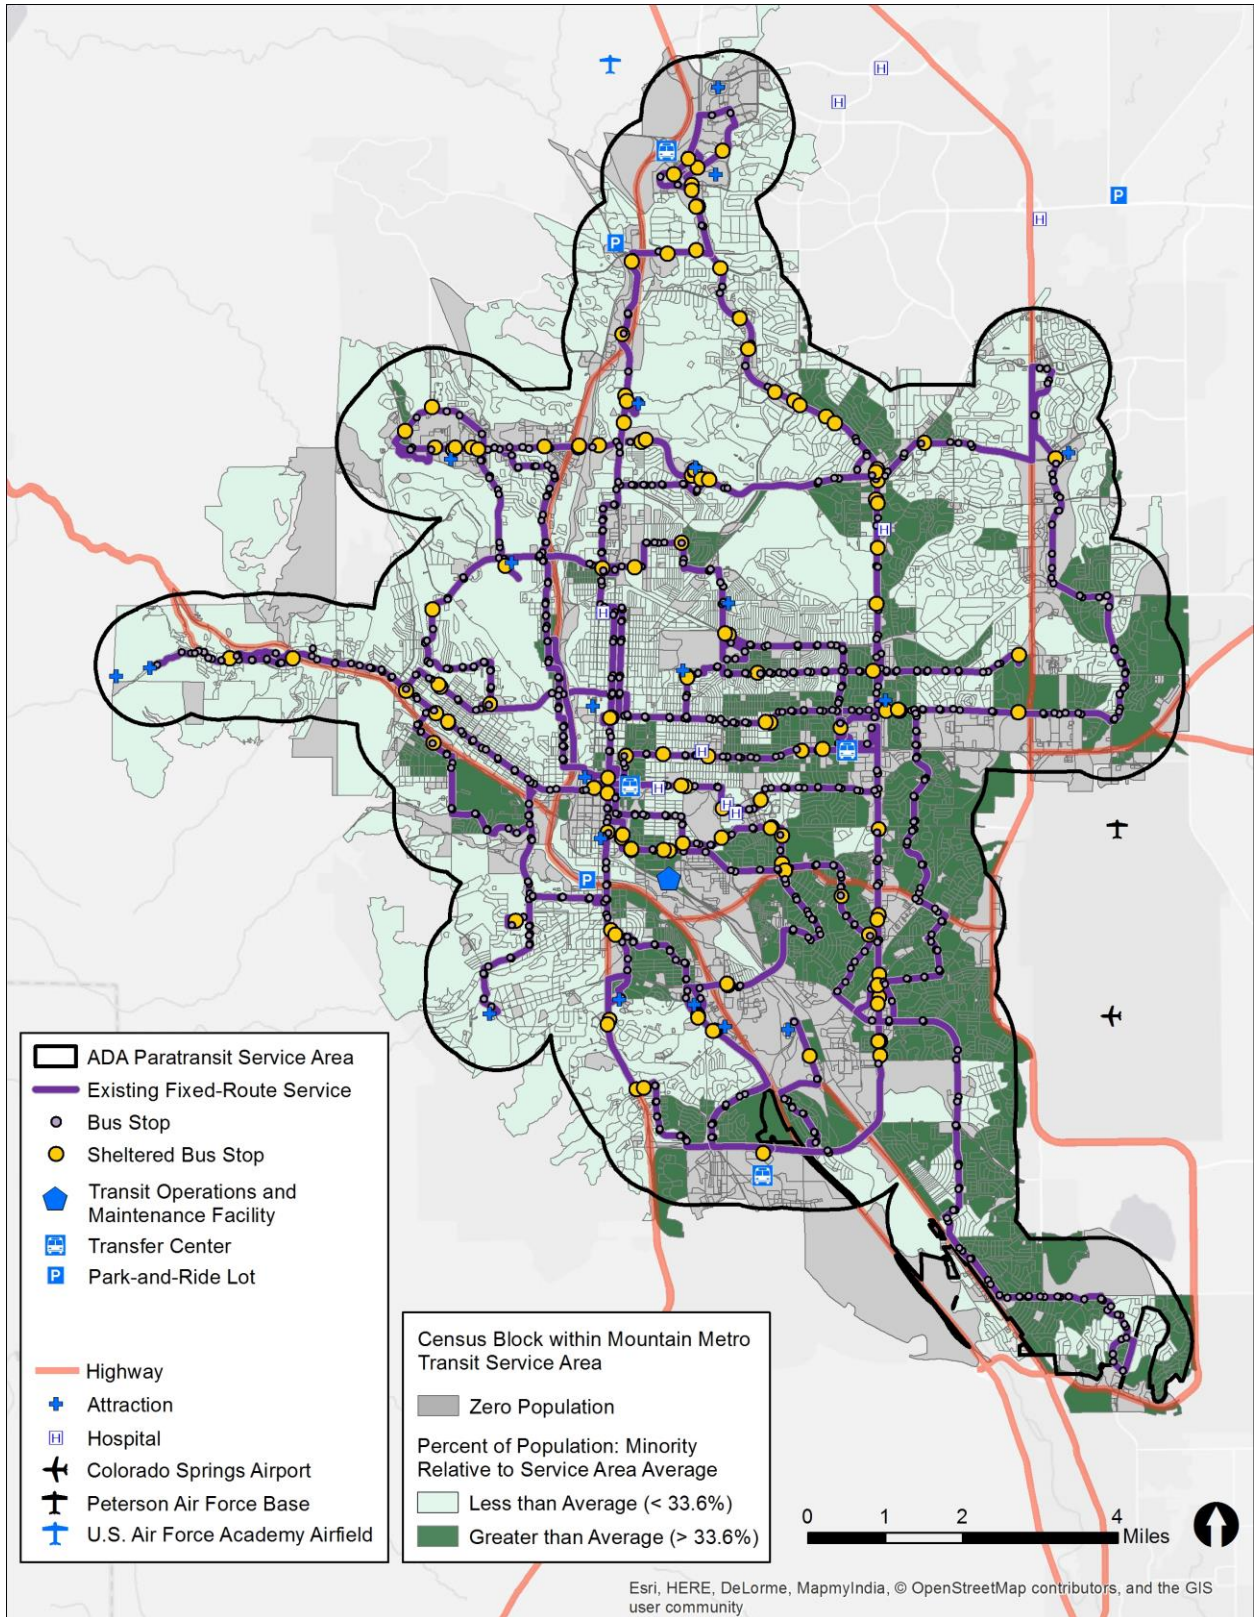 H
H
P
H
P
H
H
H
H
H
H
P
ADA Paratransit Service Area
Existing Fixed-Route Service
Bus Stop
Sheltered Bus Stop
Transit Operations and
Maintenance Facility
Transfer Center
P Park-and-Ride Lot
Highway
Attraction
H Hospital
Colorado Springs Airport
Peterson Air Force Base
U.S. Air Force Academy Airfield
Census Block within Mountain Metro
Transit Service Area
Zero Population
Percent of Population: Minority
Relative to Service Area Average
Less than Average (< 33.6%)
Greater than Average (> 33.6%)
0 1 2 4
Miles
Esri, HERE, DeLorme, MapmyIndia, © OpenStreetMap contributors, and the GIS
user community